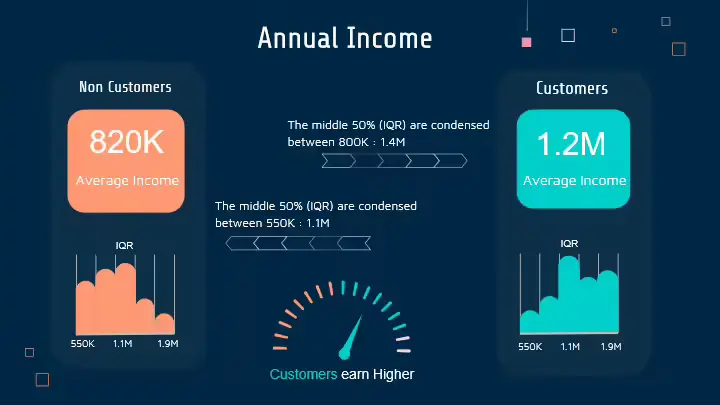 Annual Income
Non Customers
820K
Average Income
IQR
550K 1.1M 1.9M
The middle 50% (IQR) are condensed
between 800K : 1.4M
The middle 50% (IQR) are condensed
between 550K : 1.1M
Customers earn Higher
Customers
1.2M
Average Income
IQR
550K 1.1M 1.9M